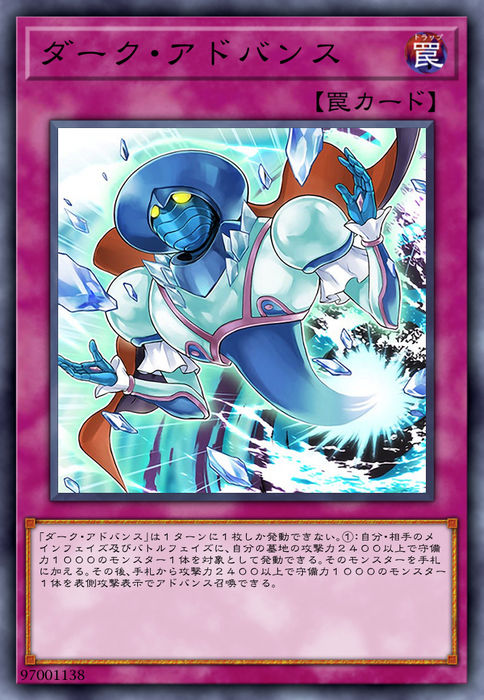 ダーク・アドバンス
トラップ
罠
【罠カード】
「ダーク・アドバンス」は１ターンに１枚しか発動できない。①：自分・相手のメ
インフェイズ及びバトルフェイズに、自分の墓地の攻撃力２４００以上で守備
力１０００のモンスター１体を対象として発動できる。そのモンスターを手札
に加える。その後、手札から攻撃力２４００以上で守備力１０００のモンスター
１体を表側攻撃表示でアドバンス召喚できる。
97001138